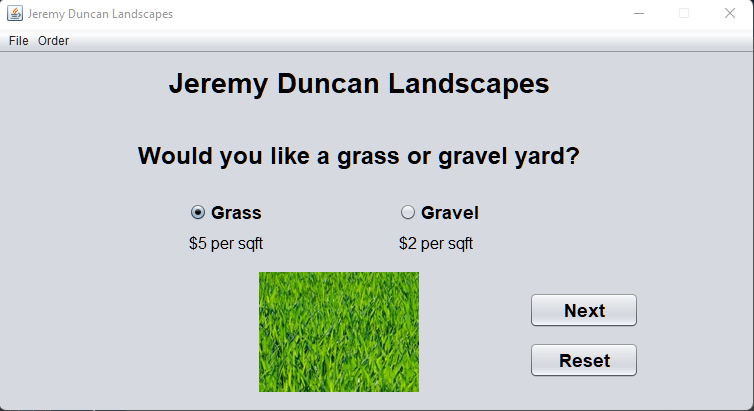 Jeremy Duncan Landscapes
File Order
Jeremy Duncan Landscapes
Would you like a grass or gravel yard?
Grass Gravel
$5 per sqft $2 per sqft
Next
Reset